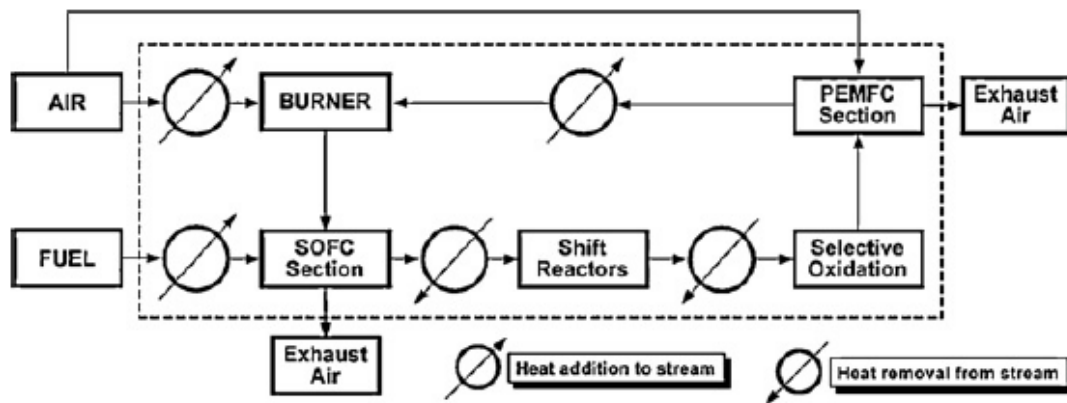 AIR
BURNER
PEMFC
Section
Exhaust
Air
FUEL
SOFC
Section
Shift
Reactors
Selective
Oxidation
Exhaust
Air
Heat addition to stream
Heat removal from stream